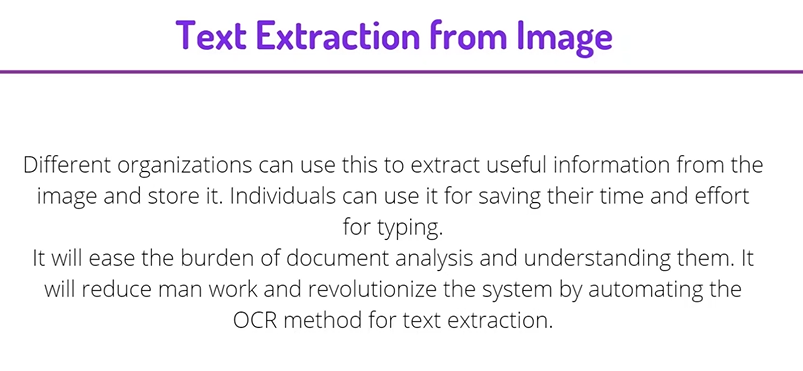 Text Extraction from Image
Different organizations can use this to extract useful information from the
image and store it. Individuals can use it for saving their time and effort
for typing.
It will ease the burden of document analysis and understanding them. It
will reduce man work and revolutionize the system by automating the
OCR method for text extraction.